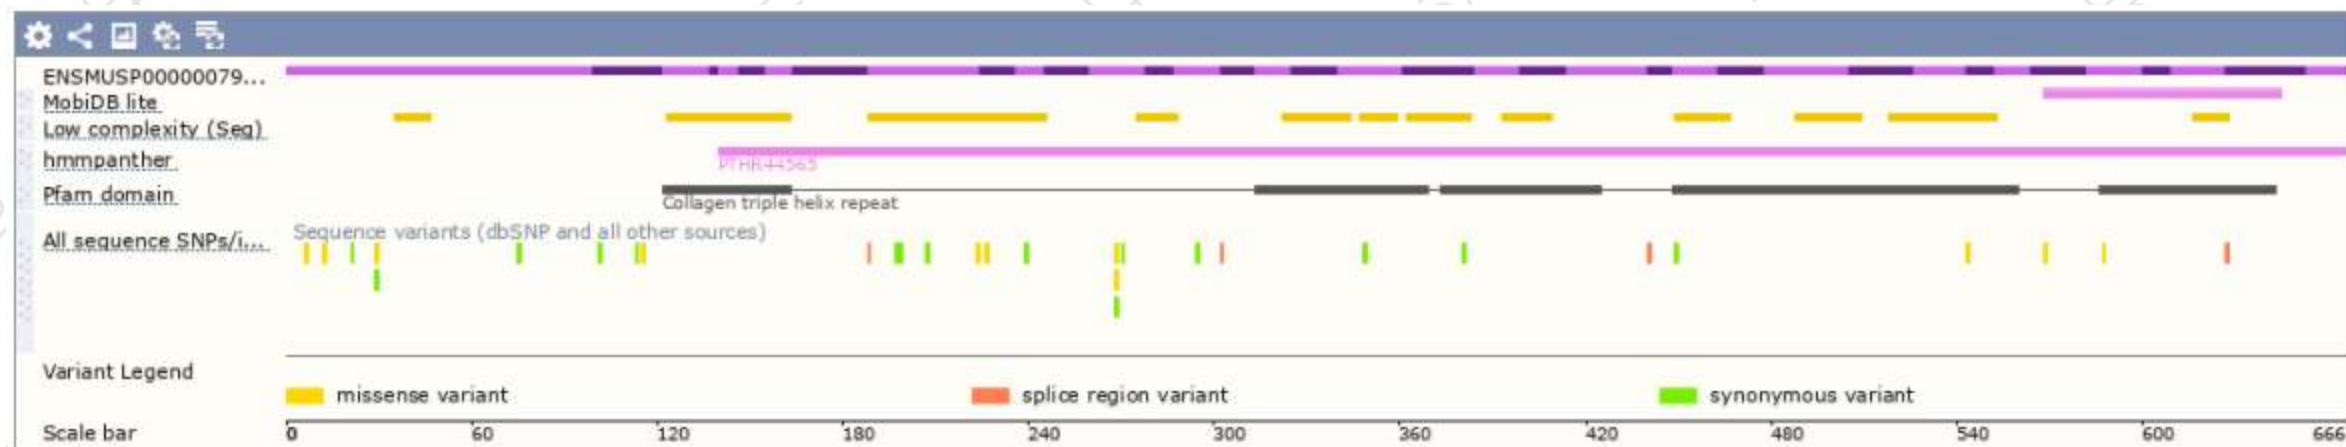 ENSMUSP00000079...
MobiDB lite
Low complexity (Seg)
hmmpanther
PTHR44565
Pfam domain
Collagen triple helix repeat
All sequence SNPs/i...
Sequence variants (dbSNP and all other sources)
Variant Legend
missense variant
splice region variant
synonymous variant
Scale bar
0 60 120 180 240 300 360 420 480 540 600 666